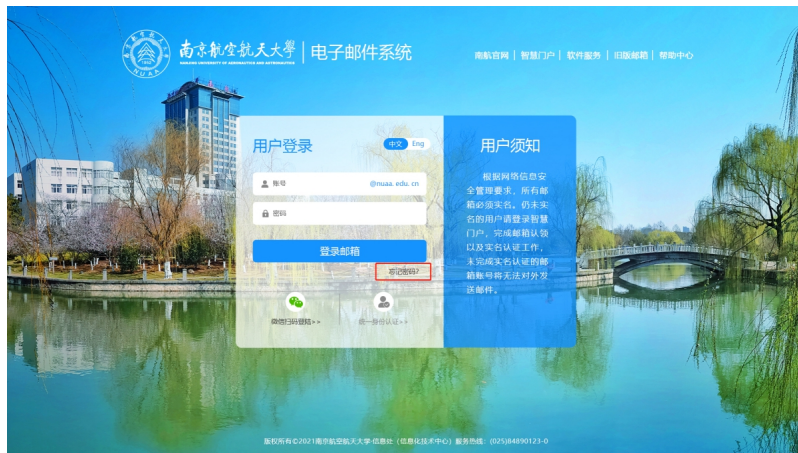 南京航空航天大學 电子邮件系统
NANJING UNIVERSITY OF AERONAUTICS AND ASTRONAUTICS
NUAA
1952
南航官网 | 智慧门户 | 软件服务 | 旧版邮箱 | 帮助中心
用户登录
中文 Eng
账号 @nuaa.edu.cn
密码
登录邮箱
忘记密码?
微信扫码登陆>>
统一身份认证>>
用户须知
根据网络信息安
全管理要求，所有邮
箱必须实名。仍未实
名的用户请登录智慧
门户，完成邮箱认领
以及实名认证工作，
未完成实名认证的邮
箱账号将无法对外发
送邮件。
版权所有©2021南京航空航天大学-信息处（信息化技术中心）服务热线：(025)84890123-0